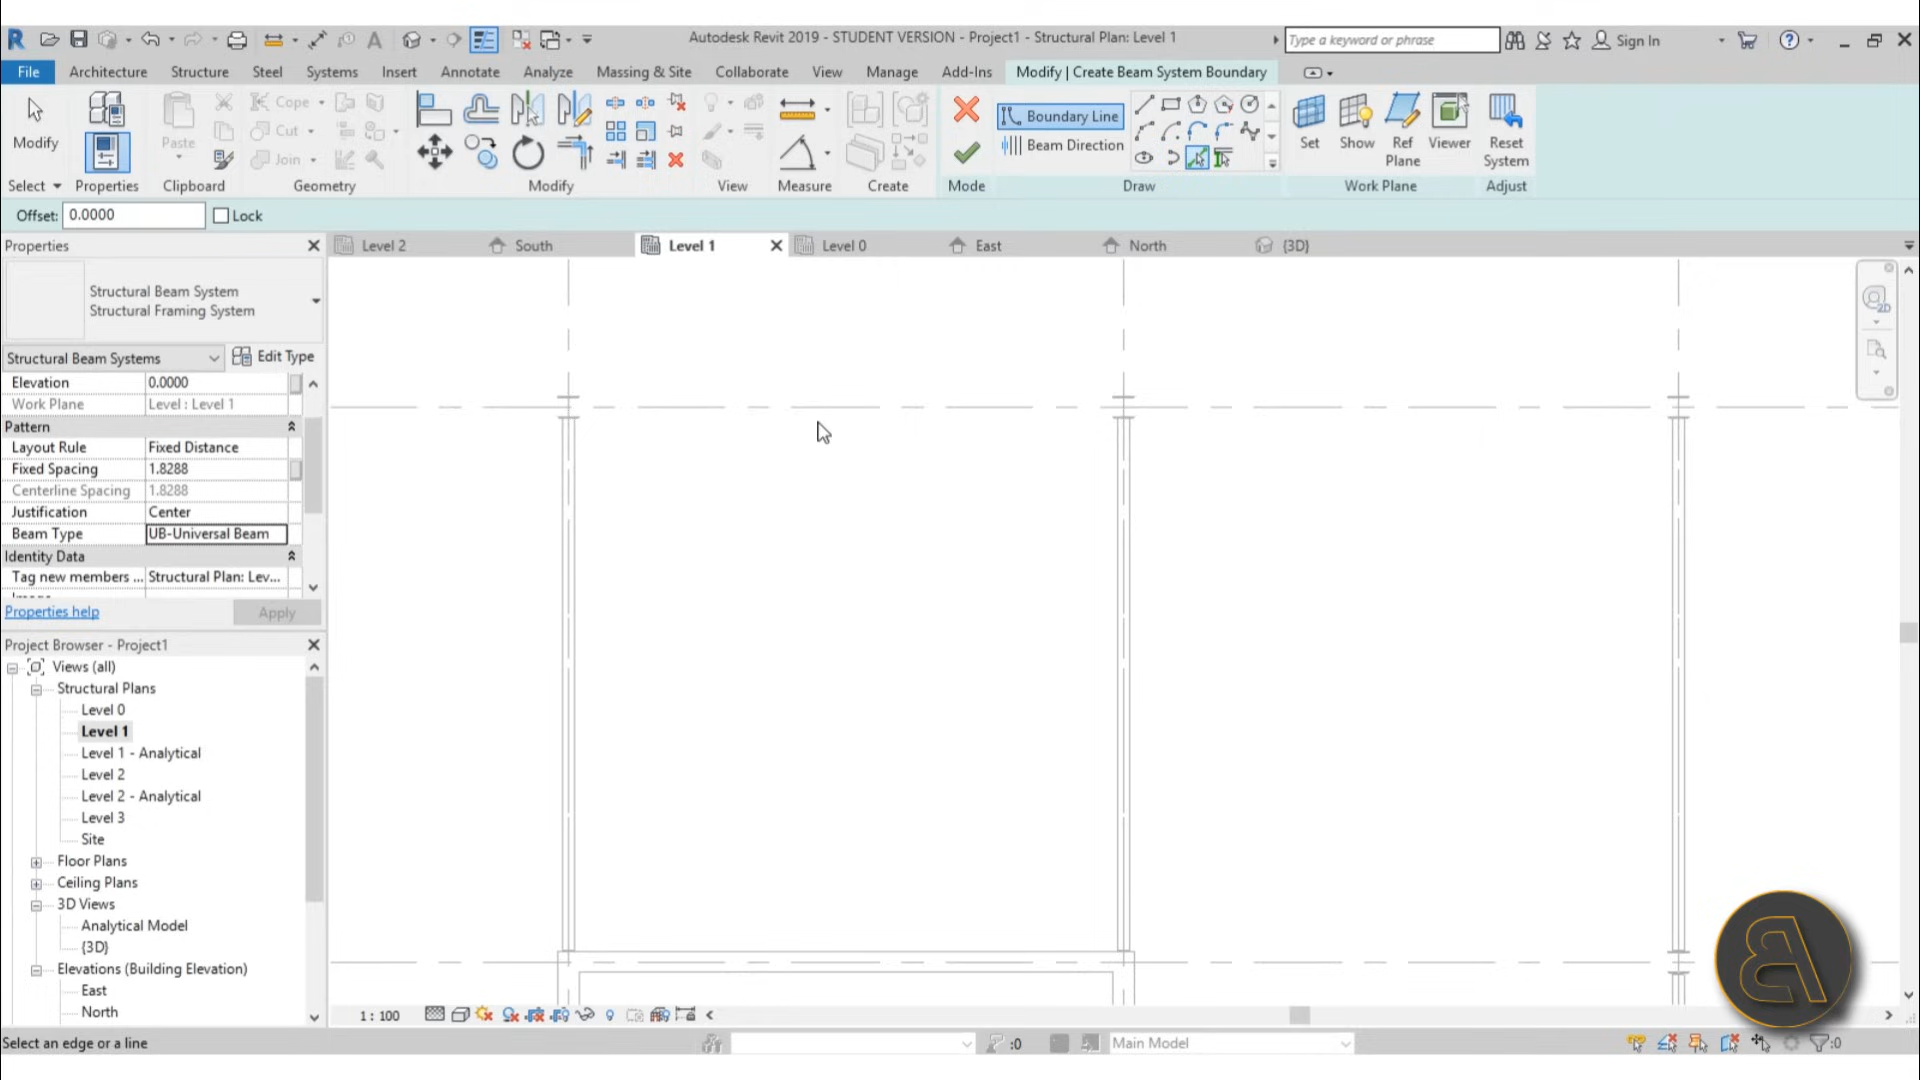 Autodesk Revit 2019 - STUDENT VERSION - Project1 - Structural Plan: Level 1
Type a keyword or phrase
Sign In
File Architecture Structure Steel Systems Insert Annotate Analyze Massing & Site Collaborate View Manage Add-Ins Modify | Create Beam System Boundary
Modify
Paste
Cope
Cut
Join
Boundary Line
Beam Direction
Set
Show
Ref Plane
Viewer
Reset System
Select Properties Clipboard Geometry Modify View Measure Create Mode Draw Work Plane Adjust
Offset: 0.0000 Lock
Properties
Level 2 South Level 1 Level 0 East North {3D}
Structural Beam System
Structural Framing System
Structural Beam Systems Edit Type
Elevation 0.0000
Work Plane Level : Level 1
Pattern
Layout Rule Fixed Distance
Fixed Spacing 1.8288
Centerline Spacing 1.8288
Justification Center
Beam Type UB-Universal Beam
Identity Data
Tag new members ... Structural Plan: Lev...
Properties help Apply
Project Browser - Project1
Views (all)
Structural Plans
Level 0
Level 1
Level 1 - Analytical
Level 2
Level 2 - Analytical
Level 3
Site
Floor Plans
Ceiling Plans
3D Views
Analytical Model
{3D}
Elevations (Building Elevation)
East
North
2D
1 : 100
Select an edge or a line
:0
Main Model
:0